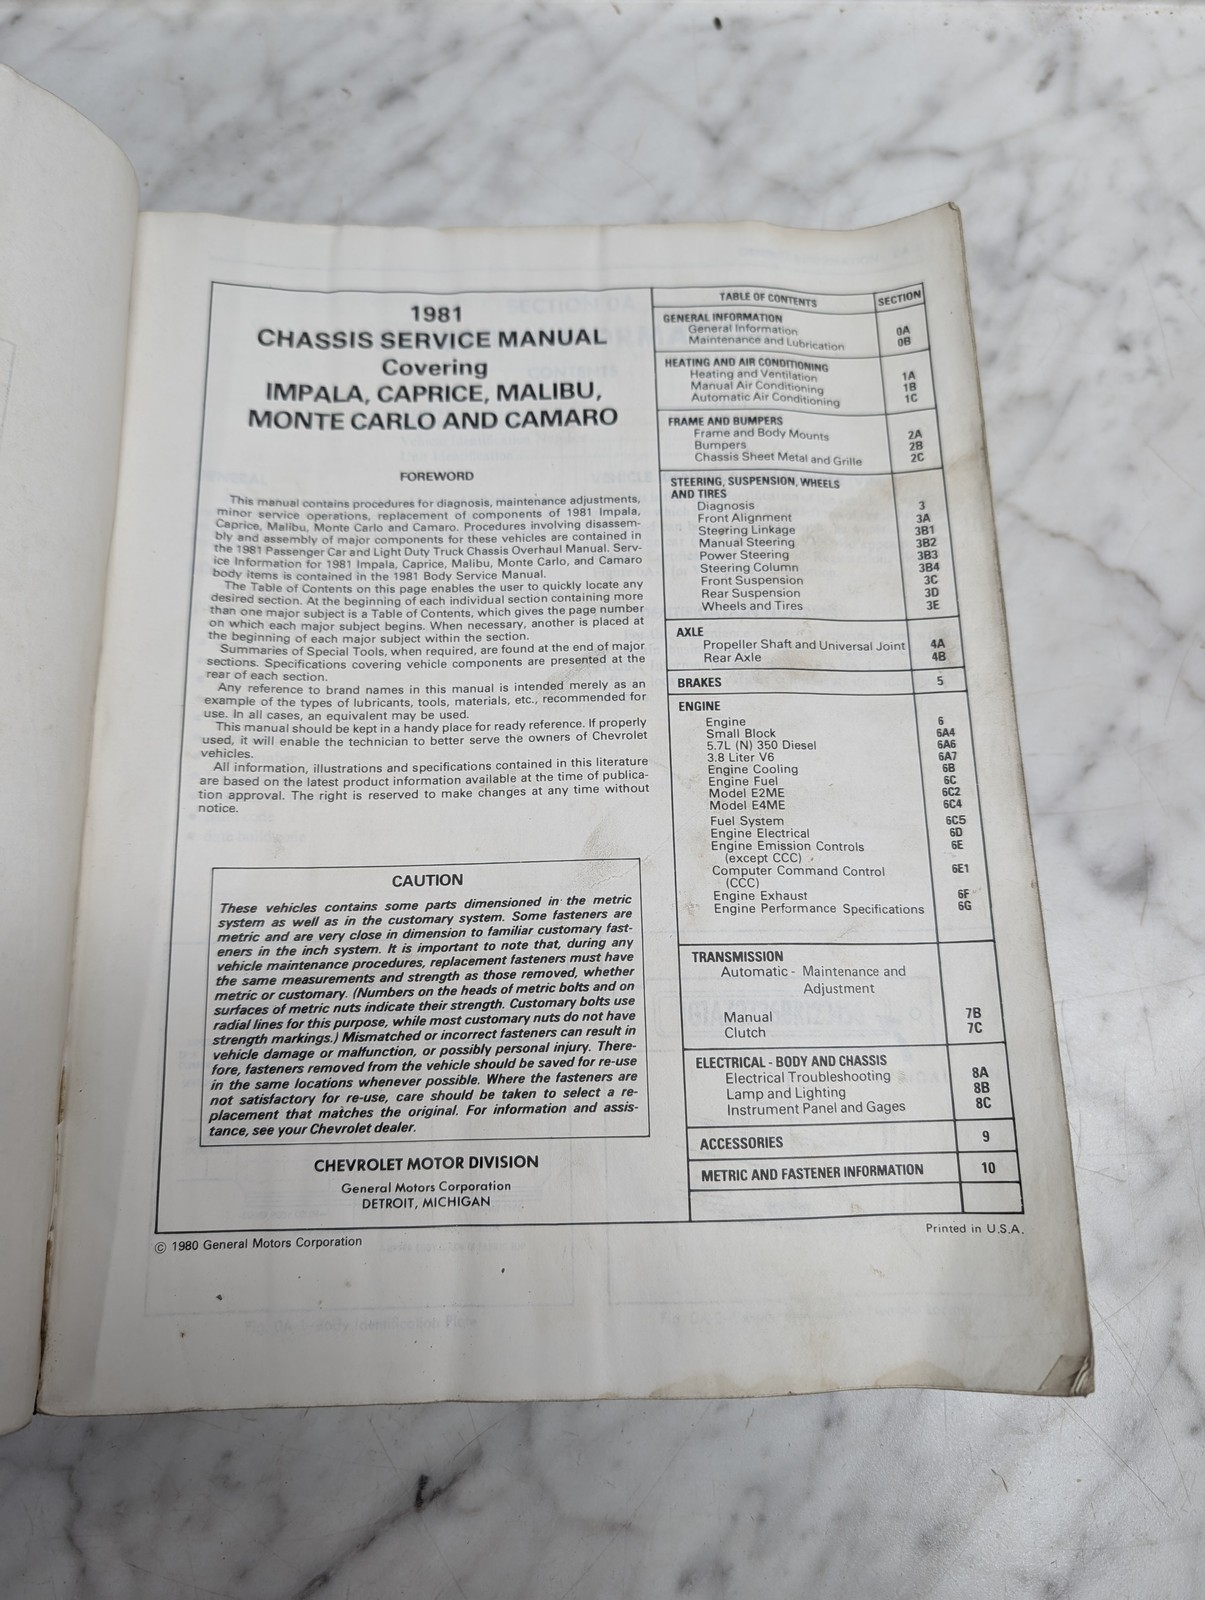 1981
CHASSIS SERVICE MANUAL
Covering
IMPALA, CAPRICE, MALIBU,
MONTE CARLO AND CAMARO
FOREWORD
This manual contains procedures for diagnosis, maintenance adjustments,
minor service operations, replacement of components of 1981 Impala,
Caprice, Malibu, Monte Carlo and Camaro. Procedures involving disassem-
bly and assembly of major components for these vehicles are contained in
the 1981 Passenger Car and Light Duty Truck Chassis Overhaul Manual. Serv-
ice Information for 1981 Impala, Caprice, Malibu, Monte Carlo, and Camaro
body items is contained in the 1981 Body Service Manual.
The Table of Contents on this page enables the user to quickly locate any
desired section. At the beginning of each individual section containing more
than one major subject is a Table of Contents, which gives the page number
on which each major subject begins. When necessary, another is placed at
the beginning of each major subject within the section.
Summaries of Special Tools, when required, are found at the end of major
sections. Specifications covering vehicle components are presented at the
rear of each section.
Any reference to brand names in this manual is intended merely as an
example of the types of lubricants, tools, materials, etc., recommended for
use. In all cases, an equivalent may be used.
This manual should be kept in a handy place for ready reference. If properly
used, it will enable the technician to better serve the owners of Chevrolet
vehicles.
All information, illustrations and specifications contained in this literature
are based on the latest product information available at the time of publica-
tion approval. The right is reserved to make changes at any time without
notice.
CAUTION
These vehicles contains some parts dimensioned in the metric
system as well as in the customary system. Some fasteners are
metric and are very close in dimension to familiar customary fast-
eners in the inch system. It is important to note that, during any
vehicle maintenance procedures, replacement fasteners must have
the same measurements and strength as those removed, whether
metric or customary. (Numbers on the heads of metric bolts and on
surfaces of metric nuts indicate their strength. Customary bolts use
radial lines for this purpose, while most customary nuts do not have
strength markings.) Mismatched or incorrect fasteners can result in
vehicle damage or malfunction, or possibly personal injury. There-
fore, fasteners removed from the vehicle should be saved for re-use
in the same locations whenever possible. Where the fasteners are
not satisfactory for re-use, care should be taken to select a re-
placement that matches the original. For information and assis-
tance, see your Chevrolet dealer.
CHEVROLET MOTOR DIVISION
General Motors Corporation
DETROIT, MICHIGAN
© 1980 General Motors Corporation
TABLE OF CONTENTS SECTION
GENERAL INFORMATION
General Information 0A
Maintenance and Lubrication 0B
HEATING AND AIR CONDITIONING
Heating and Ventilation 1A
Manual Air Conditioning 1B
Automatic Air Conditioning 1C
FRAME AND BUMPERS
Frame and Body Mounts 2A
Bumpers 2B
Chassis Sheet Metal and Grille 2C
STEERING, SUSPENSION, WHEELS
AND TIRES
Diagnosis 3
Front Alignment 3A
Steering Linkage 3B1
Manual Steering 3B2
Power Steering 3B3
Steering Column 3B4
Front Suspension 3C
Rear Suspension 3D
Wheels and Tires 3E
AXLE
Propeller Shaft and Universal Joint 4A
Rear Axle 4B
BRAKES 5
ENGINE
Engine 6
Small Block 6A4
5.7L (N) 350 Diesel 6A6
3.8 Liter V6 6A7
Engine Cooling 6B
Engine Fuel 6C
Model E2ME 6C2
Model E4ME 6C4
Fuel System 6C5
Engine Electrical 6D
Engine Emission Controls 6E
(except CCC)
Computer Command Control 6E1
(CCC)
Engine Exhaust 6F
Engine Performance Specifications 6G
TRANSMISSION
Automatic - Maintenance and
Adjustment
Manual 7B
Clutch 7C
ELECTRICAL - BODY AND CHASSIS
Electrical Troubleshooting 8A
Lamp and Lighting 8B
Instrument Panel and Gages 8C
ACCESSORIES 9
METRIC AND FASTENER INFORMATION 10
Printed in U.S.A.